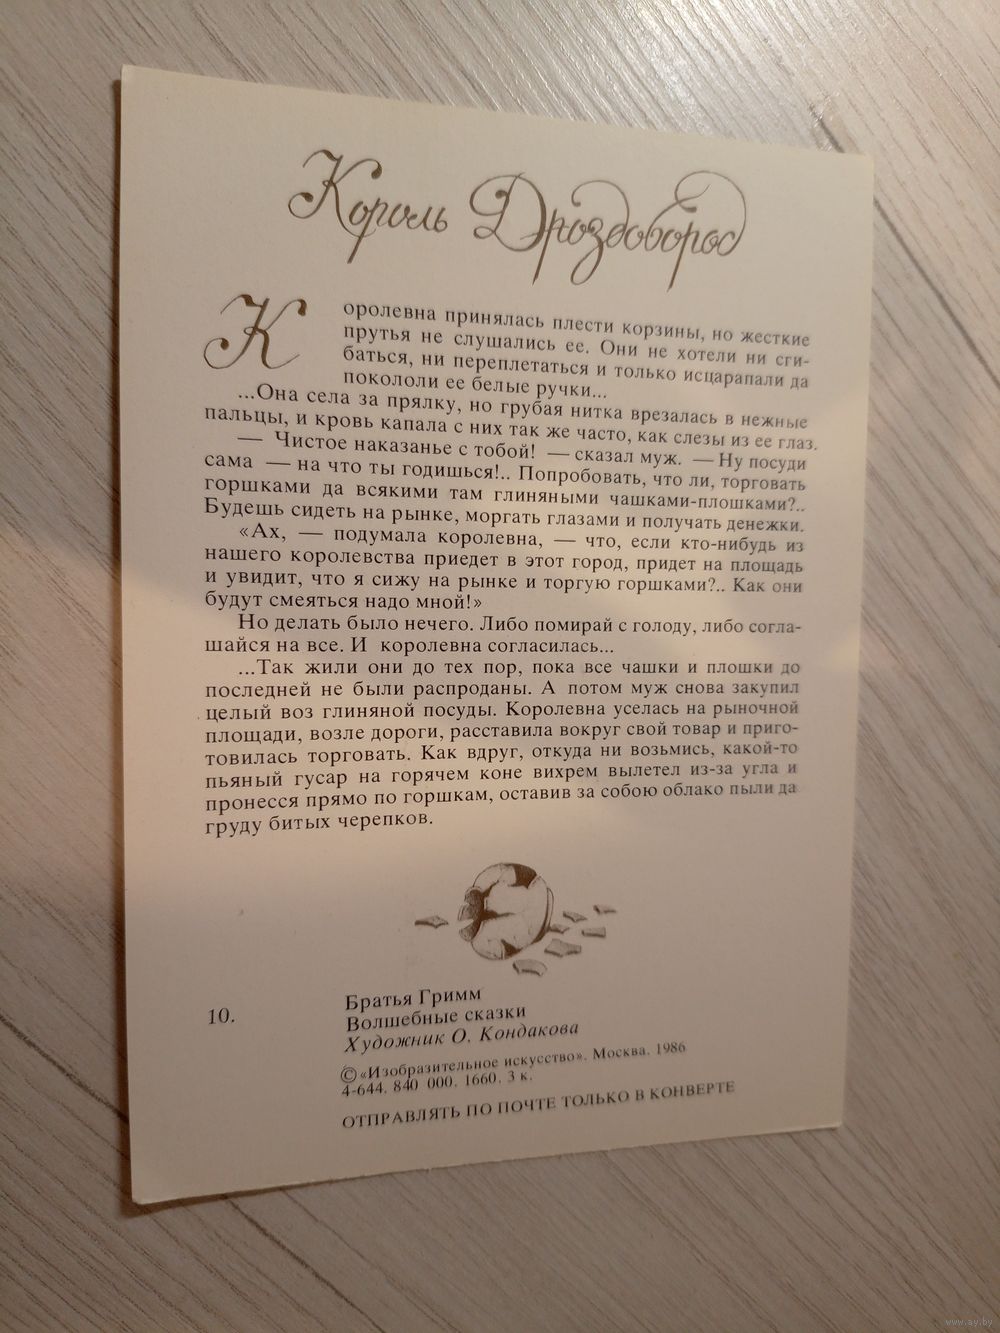 Король Дроздобород
Королевна принялась плести корзины, но жесткие
прутья не слушались ее. Они не хотели ни сги-
баться, ни переплетаться и только исцарапали да
покололи ее белые ручки...
...Она села за прялку, но грубая нитка врезалась в нежные
пальцы, и кровь капала с них так же часто, как слезы из ее глаз.
— Чистое наказанье с тобой! — сказал муж. — Ну посуди
сама — на что ты годишься!.. Попробовать, что ли, торговать
горшками да всякими там глиняными чашками-плошками?..
Будешь сидеть на рынке, моргать глазами и получать денежки.
«Ах, — подумала королевна, — что, если кто-нибудь из
нашего королевства приедет в этот город, придет на площадь
и увидит, что я сижу на рынке и торгую горшками?.. Как они
будут смеяться надо мной!»
Но делать было нечего. Либо помирай с голоду, либо согла-
шайся на все. И королевна согласилась...
...Так жили они до тех пор, пока все чашки и плошки до
последней не были распроданы. А потом муж снова закупил
целый воз глиняной посуды. Королевна уселась на рыночной
площади, возле дороги, расставила вокруг свой товар и приго-
товилась торговать. Как вдруг, откуда ни возьмись, какой-то
пьяный гусар на горячем коне вихрем вылетел из-за угла и
пронесся прямо по горшкам, оставив за собою облако пыли да
груду битых черепков.
10.
Братья Гримм
Волшебные сказки
Художник О. Кондакова
© «Изобразительное искусство». Москва. 1986
4-644. 840 000. 1660. 3 к.
ОТПРАВЛЯТЬ ПО ПОЧТЕ ТОЛЬКО В КОНВЕРТЕ
www.ay.by